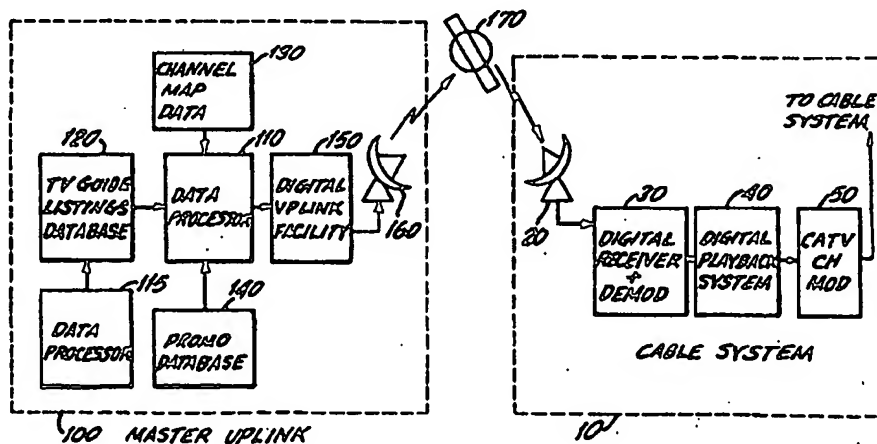 170
190
CHANNEL
MAP
DATA
TO CABLE
SYSTEM
180
TV GUIDE
LISTINGS
DATABASE
110
DATA
PROCESSOR
150
DIGITAL
UPLINK
FACILITY
160
20
30
DIGITAL
RECEIVER
+
DEMOD
40
DIGITAL
PLAYBACK
SYSTEM
50
CATV
CH
MOD
115
DATA
PROCESSOR
140
PROMO
DATABASE
CABLE SYSTEM
100 MASTER UPLINK
10